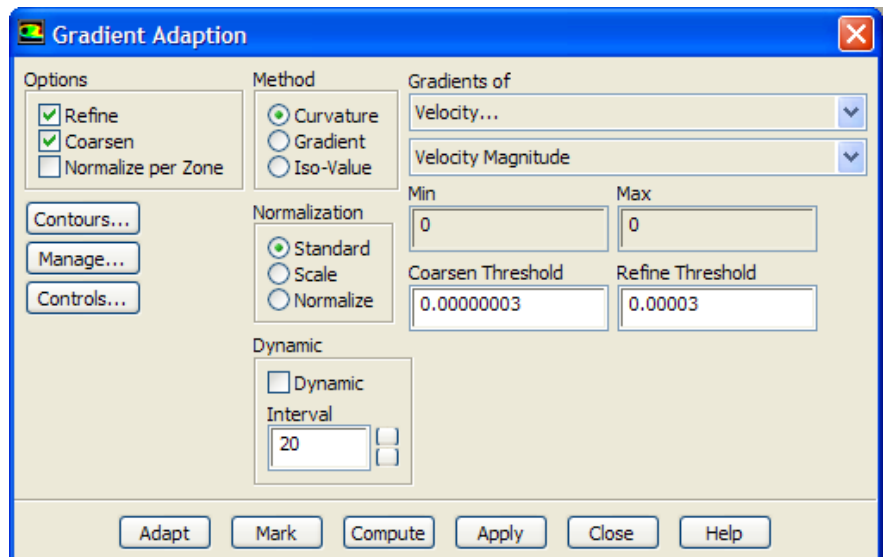 Gradient Adaption
Options
Refine
Coarsen
Normalize per Zone
Contours...
Manage...
Controls...
Method
Curvature
Gradient
Iso-Value
Normalization
Standard
Scale
Normalize
Dynamic
Dynamic
Interval
20
Gradients of
Velocity...
Velocity Magnitude
Min Max
0 0
Coarsen Threshold Refine Threshold
0.00000003 0.00003
Adapt Mark Compute Apply Close Help